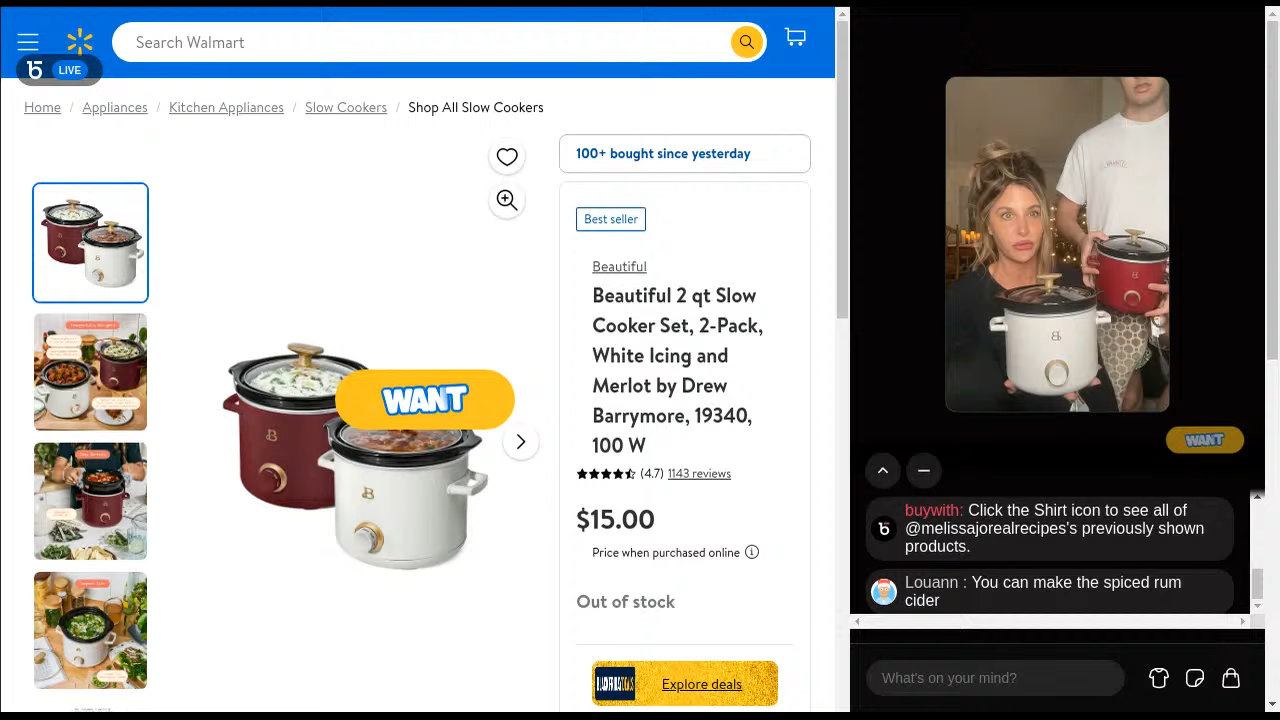 Search Walmart
LIVE
Home / Appliances / Kitchen Appliances / Slow Cookers / Shop All Slow Cookers
100+ bought since yesterday
Best seller
Beautiful
Beautiful 2 qt Slow
Cooker Set, 2-Pack,
White Icing and
Merlot by Drew
Barrymore, 19340,
100 W
(4.7) 1143 reviews
$15.00
Price when purchased online
Out of stock
Explore deals
WANT
WANT
buywith: Click the Shirt icon to see all of
@melissajorealrecipes's previously shown
products.
Louann : You can make the spiced rum
cider
What's on your mind?